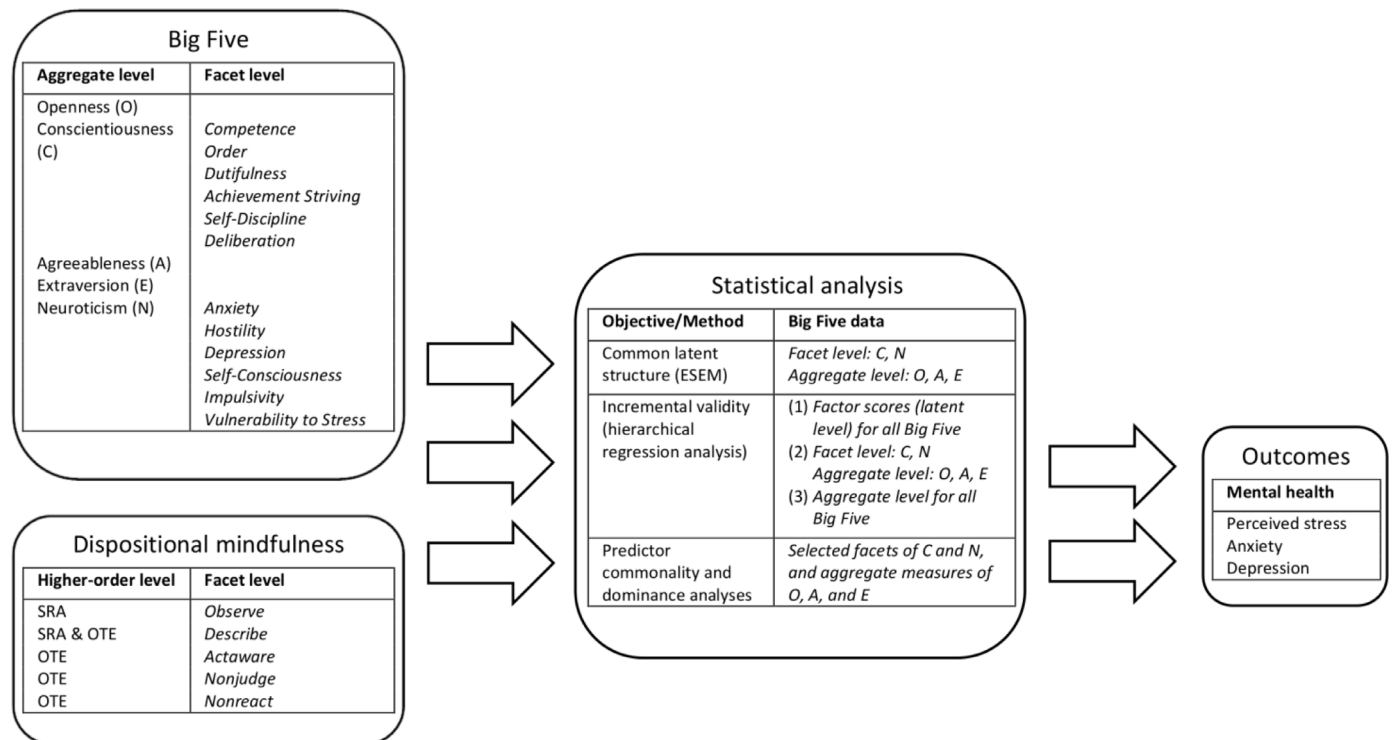 Big Five
Aggregate level Facet level
Openness (O)
Conscientiousness Competence
(C) Order
Dutifulness
Achievement Striving
Self-Discipline
Deliberation
Agreeableness (A)
Extraversion (E)
Neuroticism (N) Anxiety
Hostility
Depression
Self-Consciousness
Impulsivity
Vulnerability to Stress
Dispositional mindfulness
Higher-order level Facet level
SRA Observe
SRA & OTE Describe
OTE Actaware
OTE Nonjudge
OTE Nonreact
Statistical analysis
Objective/Method Big Five data
Common latent Facet level: C, N
structure (ESEM) Aggregate level: O, A, E
Incremental validity (1) Factor scores (latent
(hierarchical level) for all Big Five
regression analysis) (2) Facet level: C, N
Aggregate level: O, A, E
(3) Aggregate level for all
Big Five
Predictor Selected facets of C and N,
commonality and and aggregate measures of
dominance analyses O, A, and E
Outcomes
Mental health
Perceived stress
Anxiety
Depression